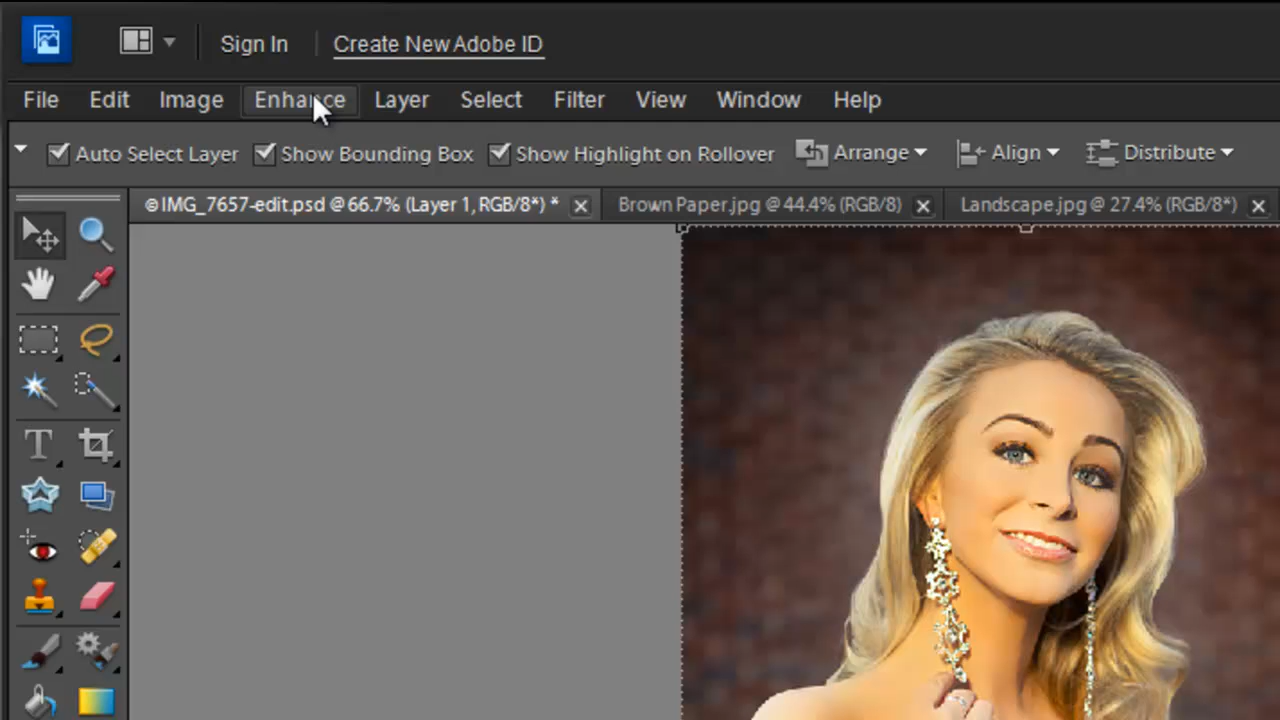 Sign In Create New Adobe ID
File Edit Image Enhance Layer Select Filter View Window Help
Auto Select Layer Show Bounding Box Show Highlight on Rollover Arrange Align Distribute
©IMG_7657-edit.psd @ 66.7% (Layer 1, RGB/8*) * Brown Paper.jpg @ 44.4% (RGB/8) Landscape.jpg @ 27.4% (RGB/8*)
T